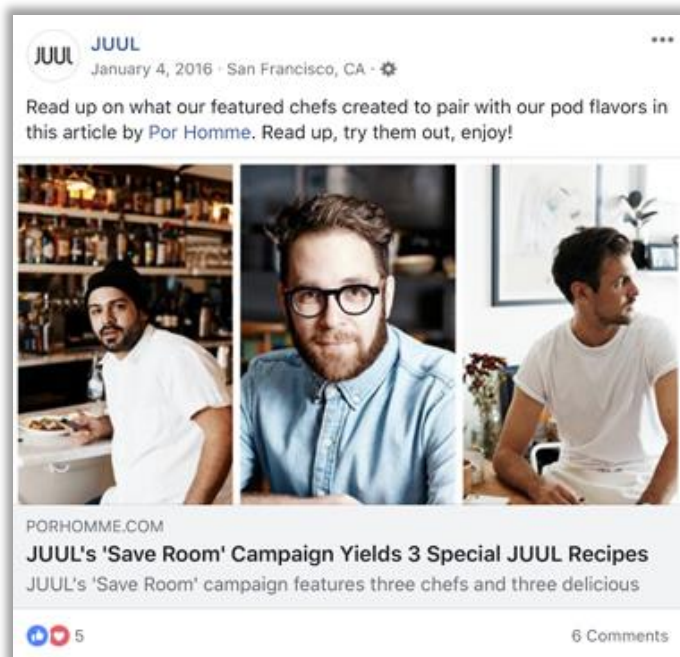 JUUL
JUUL
January 4, 2016 · San Francisco, CA ·
Read up on what our featured chefs created to pair with our pod flavors in
this article by Por Homme. Read up, try them out, enjoy!
PORHOMME.COM
JUUL's 'Save Room' Campaign Yields 3 Special JUUL Recipes
JUUL's 'Save Room' campaign features three chefs and three delicious
5
6 Comments